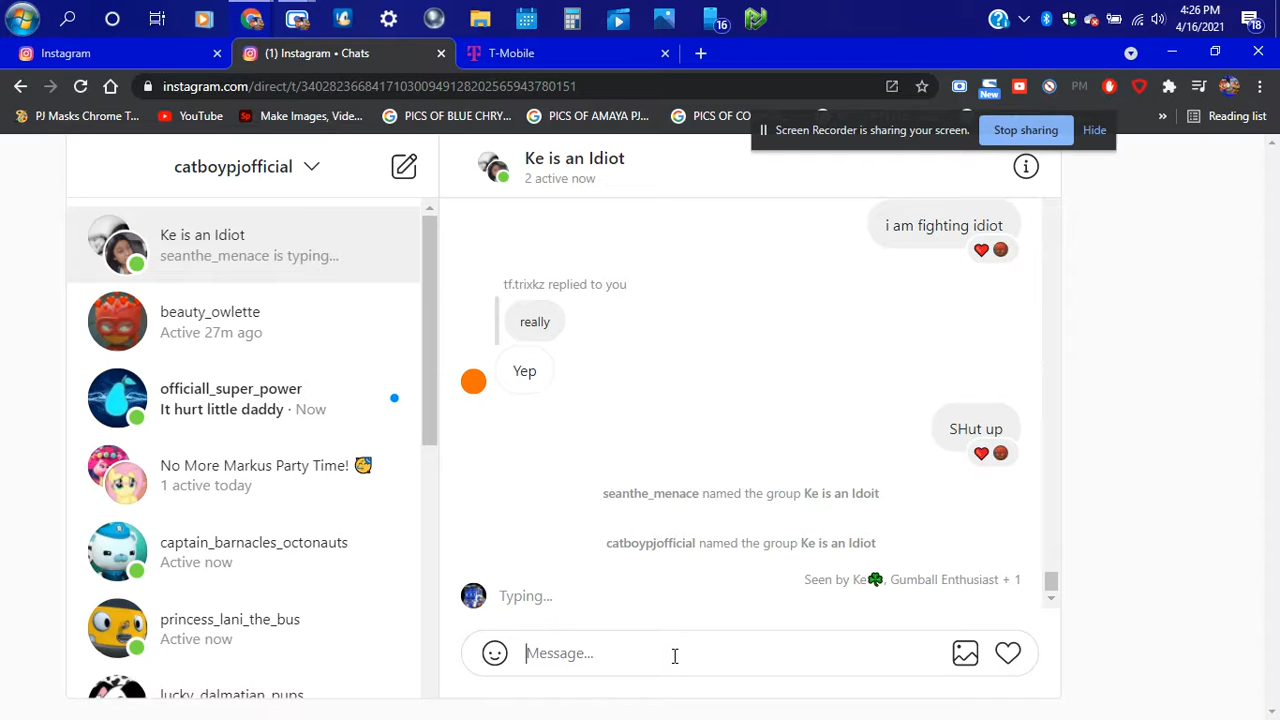 16
4:26 PM
4/16/2021
18
Instagram
(1) Instagram • Chats
T-Mobile
instagram.com/direct/t/340282366841710300949128202565943780151
New
PM
PJ Masks Chrome T...
YouTube
Sp
Make Images, Vide...
PICS OF BLUE CHRY...
PICS OF AMAYA PJ...
PICS OF CO
»
Reading list
Screen Recorder is sharing your screen.
Stop sharing
Hide
catboypjofficial
Ke is an Idiot
2 active now
Ke is an Idiot
seanthe_menace is typing...
beauty_owlette
Active 27m ago
officiall_super_power
It hurt little daddy · Now
No More Markus Party Time! 🥳
1 active today
captain_barnacles_octonauts
Active now
princess_lani_the_bus
Active now
lucky_dalmatian_pups
i am fighting idiot
tf.trixkz replied to you
really
Yep
SHut up
seanthe_menace named the group Ke is an Idoit
catboypjofficial named the group Ke is an Idiot
Seen by Ke☘, Gumball Enthusiast + 1
Typing...
Message...